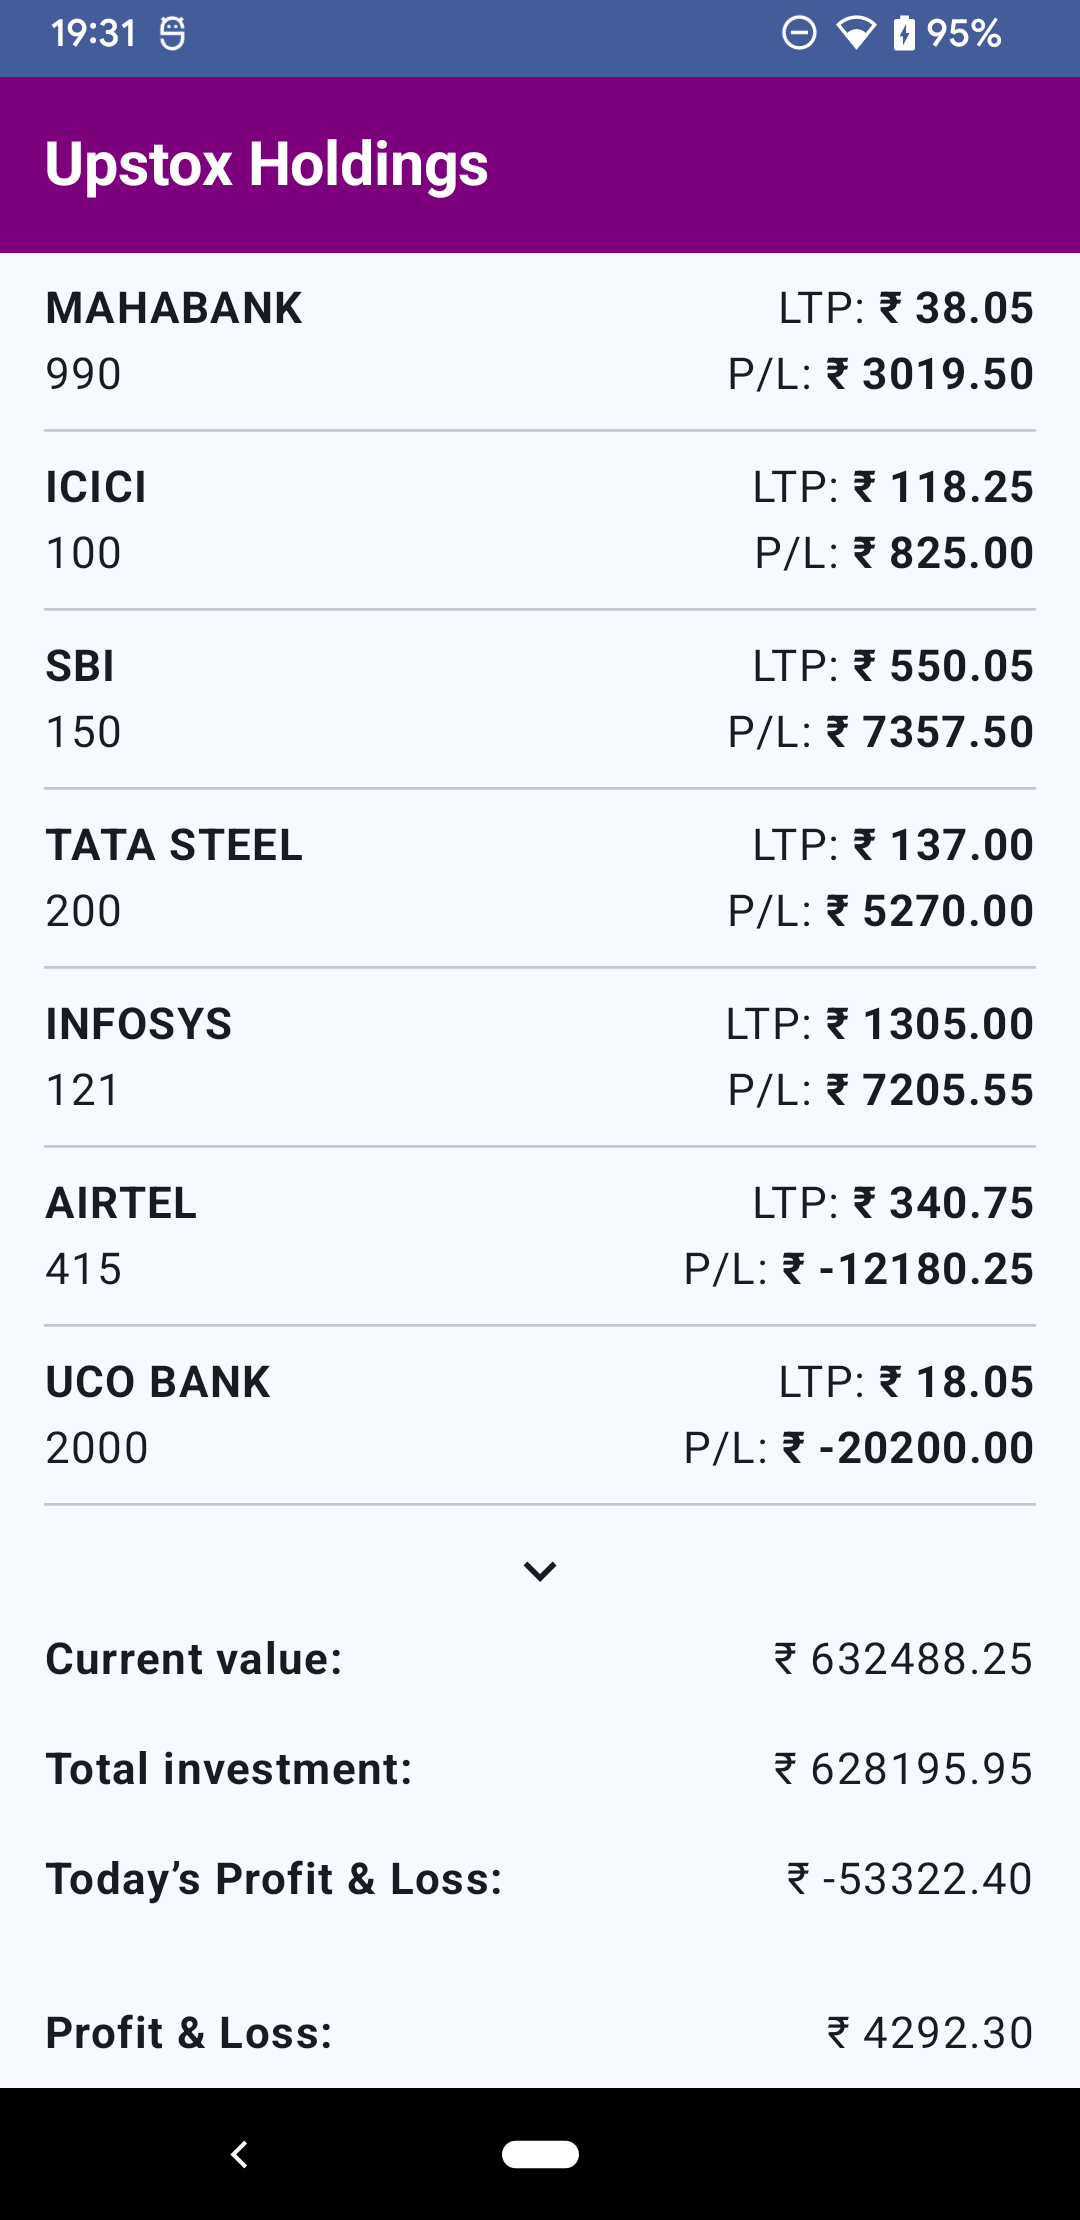 19:31 95%
Upstox Holdings
MAHABANK LTP: ₹ 38.05
990 P/L: ₹ 3019.50
ICICI LTP: ₹ 118.25
100 P/L: ₹ 825.00
SBI LTP: ₹ 550.05
150 P/L: ₹ 7357.50
TATA STEEL LTP: ₹ 137.00
200 P/L: ₹ 5270.00
INFOSYS LTP: ₹ 1305.00
121 P/L: ₹ 7205.55
AIRTEL LTP: ₹ 340.75
415 P/L: ₹ -12180.25
UCO BANK LTP: ₹ 18.05
2000 P/L: ₹ -20200.00
Current value: ₹ 632488.25
Total investment: ₹ 628195.95
Today’s Profit & Loss: ₹ -53322.40
Profit & Loss: ₹ 4292.30